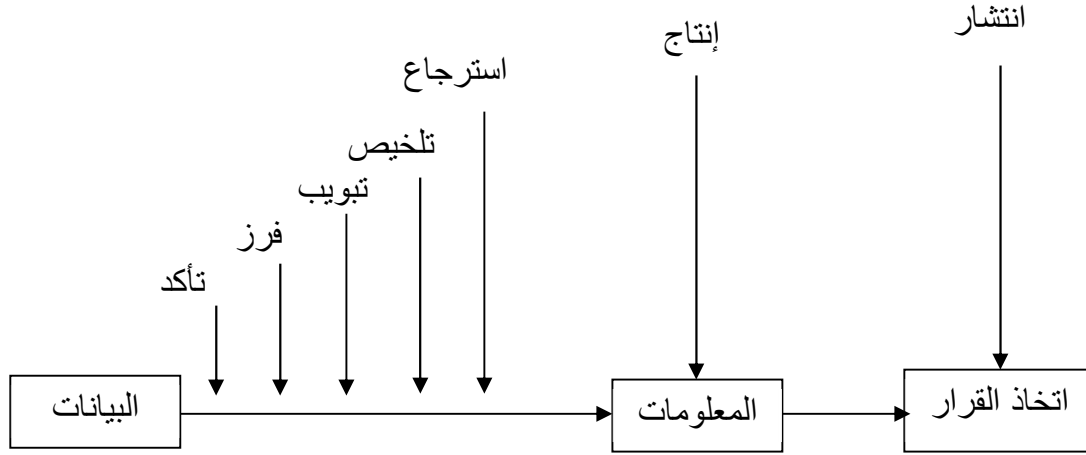 انتشار
إنتاج
استرجاع
تلخيص
تبويب
فرز
تأكد
البيانات
المعلومات
اتخاذ القرار